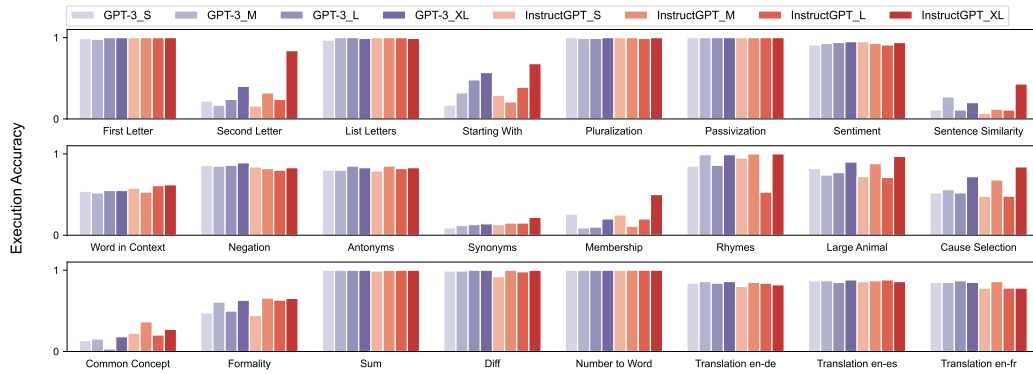 GPT-3_S GPT-3_M GPT-3_L GPT-3_XL InstructGPT_S InstructGPT_M InstructGPT_L InstructGPT_XL
Execution Accuracy
1
0
First Letter Second Letter List Letters Starting With Pluralization Passivization Sentiment Sentence Similarity
1
0
Word in Context Negation Antonyms Synonyms Membership Rhymes Large Animal Cause Selection
1
0
Common Concept Formality Sum Diff Number to Word Translation en-de Translation en-es Translation en-fr